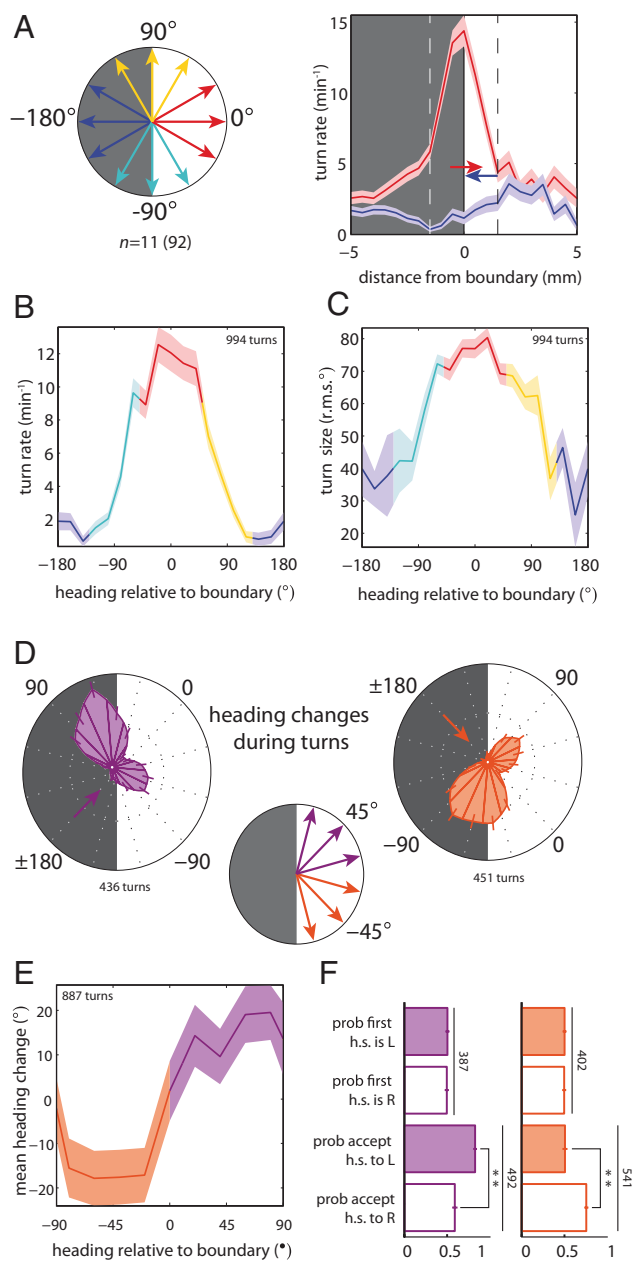 A
90°
−180°
0°
-90°
n=11 (92)
turn rate (min⁻¹)
15
10
5
0
−5
0
5
distance from boundary (mm)
B
994 turns
turn rate (min⁻¹)
12
10
8
6
4
2
−180
−90
0
90
180
heading relative to boundary (°)
C
994 turns
turn size (r.m.s.°)
80
70
60
50
40
30
20
−180
−90
0
90
180
heading relative to boundary (°)
D
90
0
±180
−90
436 turns
heading changes
during turns
45°
−45°
±180
90
−90
0
451 turns
E
887 turns
mean heading change (°)
20
10
0
−10
−20
−90
−45
0
45
90
heading relative to boundary (•)
F
prob first
h.s. is L
prob first
h.s. is R
prob accept
h.s. to L
prob accept
h.s. to R
387
**
492
0
0.5
1
402
**
541
0
0.5
1